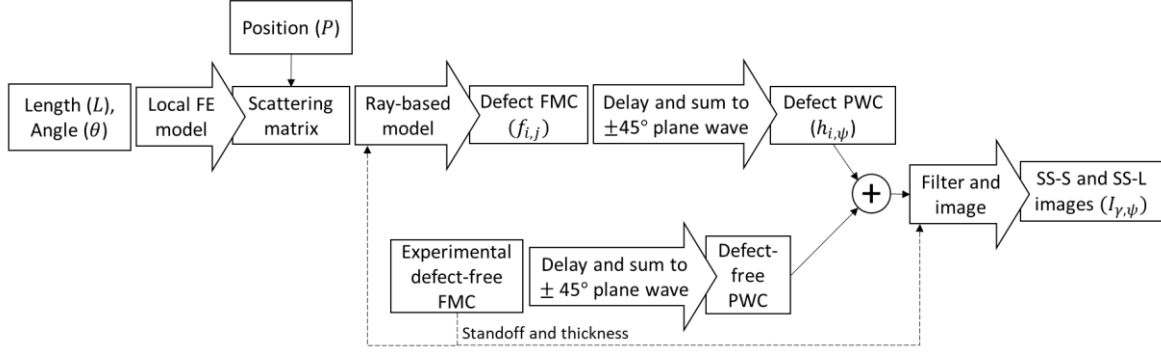 Position (P)
Length (L),
Angle (θ)
Local FE
model
Scattering
matrix
Ray-based
model
Defect FMC
(f_{i,j})
Delay and sum to
±45° plane wave
Defect PWC
(h_{i,ψ})
+
Filter and
image
SS-S and SS-L
images (I_{γ,ψ})
Experimental
defect-free
FMC
Delay and sum to
± 45° plane wave
Defect-
free
PWC
Standoff and thickness